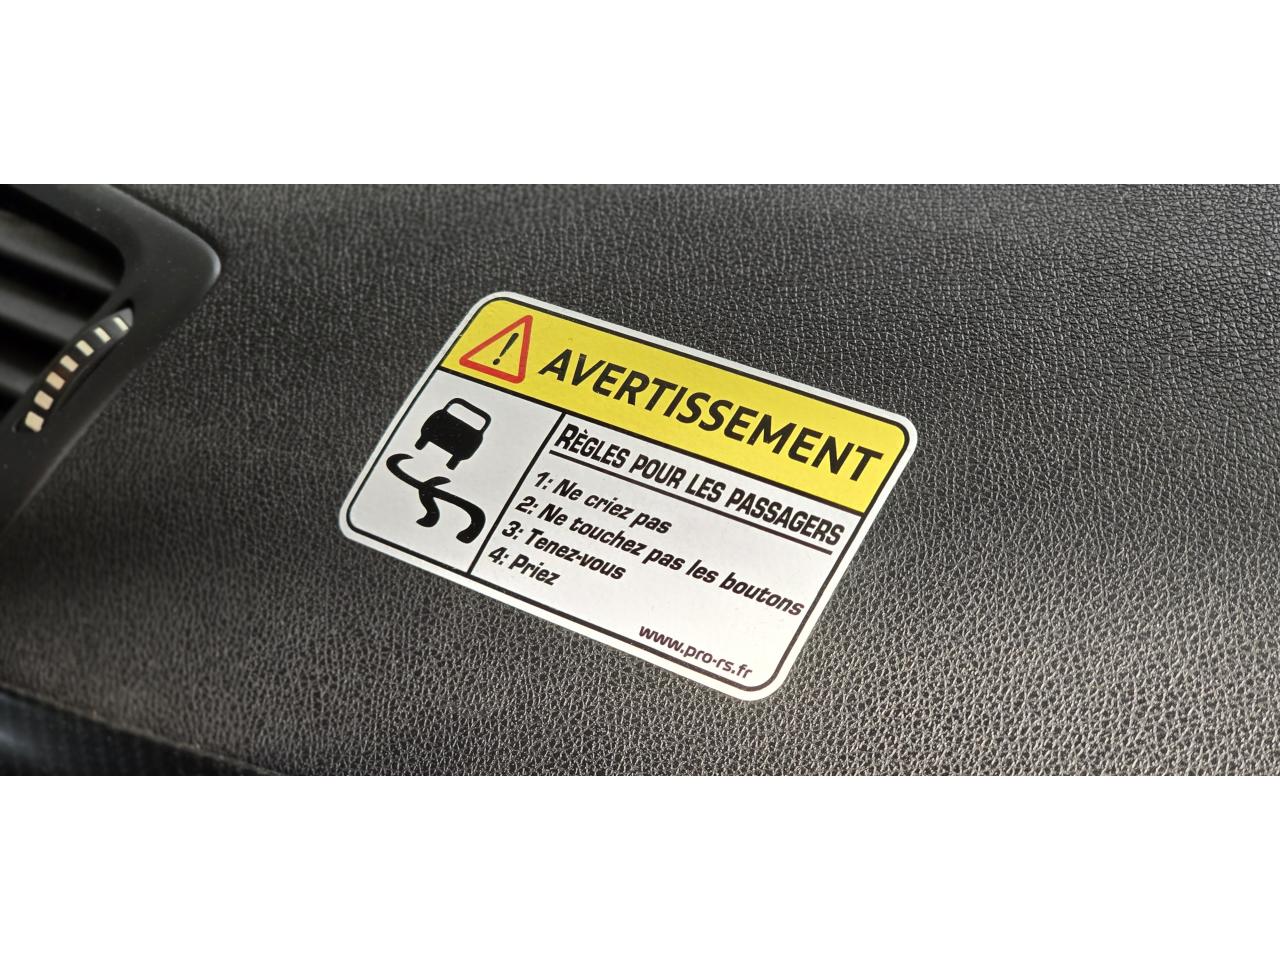 AVERTISSEMENT
RÈGLES POUR LES PASSAGERS
1: Ne criez pas
2: Ne touchez pas les boutons
3: Tenez-vous
4: Priez
www.pro-rs.fr